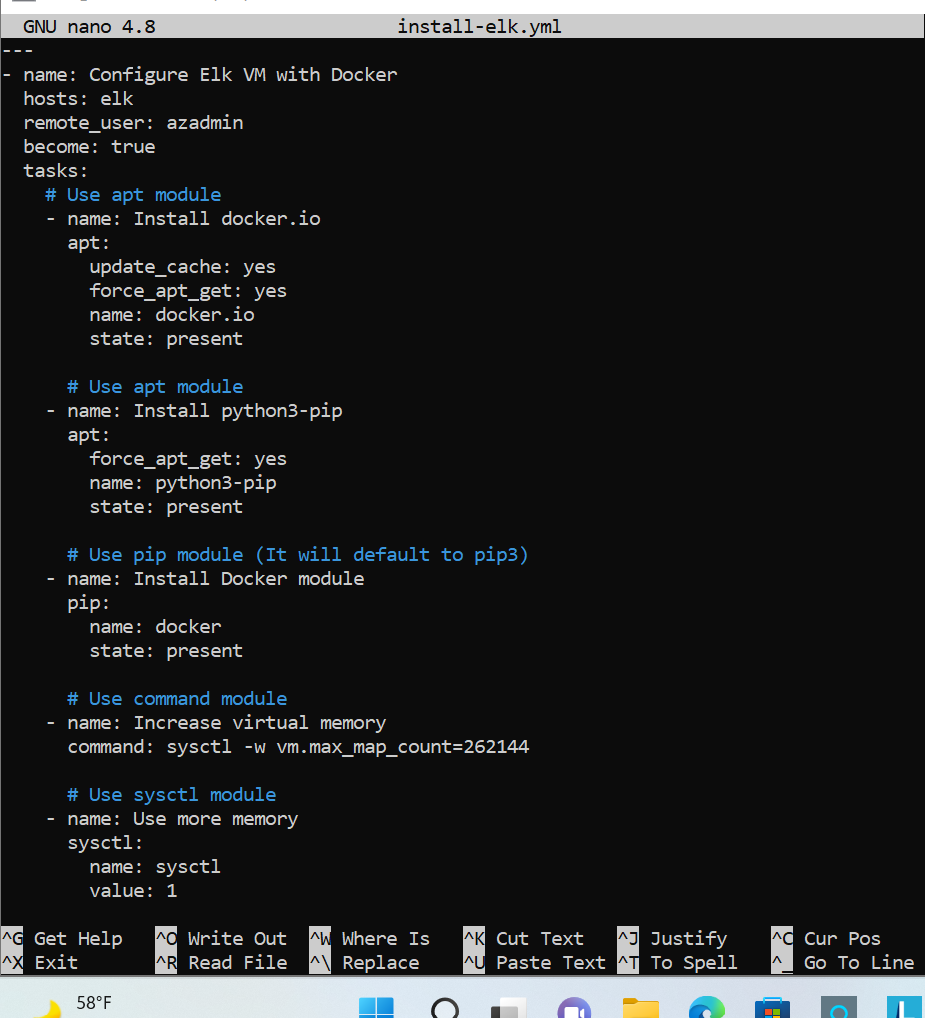 GNU nano 4.8 install-elk.yml
---
- name: Configure Elk VM with Docker
  hosts: elk
  remote_user: azadmin
  become: true
  tasks:
    # Use apt module
    - name: Install docker.io
      apt:
        update_cache: yes
        force_apt_get: yes
        name: docker.io
        state: present

      # Use apt module
    - name: Install python3-pip
      apt:
        force_apt_get: yes
        name: python3-pip
        state: present

      # Use pip module (It will default to pip3)
    - name: Install Docker module
      pip:
        name: docker
        state: present

      # Use command module
    - name: Increase virtual memory
      command: sysctl -w vm.max_map_count=262144

      # Use sysctl module
    - name: Use more memory
      sysctl:
        name: sysctl
        value: 1

^G Get Help ^O Write Out ^W Where Is ^K Cut Text ^J Justify ^C Cur Pos
^X Exit ^R Read File ^\ Replace ^U Paste Text ^T To Spell ^_ Go To Line
58°F